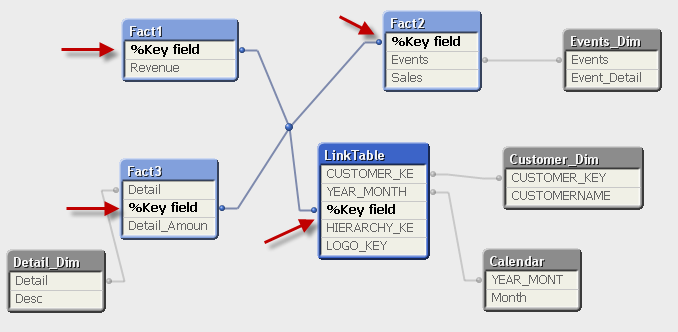 Fact1
%Key field
Revenue
Fact2
%Key field
Events
Sales
Events_Dim
Events
Event_Detail
Fact3
Detail
%Key field
Detail_Amoun
LinkTable
CUSTOMER_KE
YEAR_MONTH
%Key field
HIERARCHY_KE
LOGO_KEY
Customer_Dim
CUSTOMER_KEY
CUSTOMERNAME
Detail_Dim
Detail
Desc
Calendar
YEAR_MONT
Month